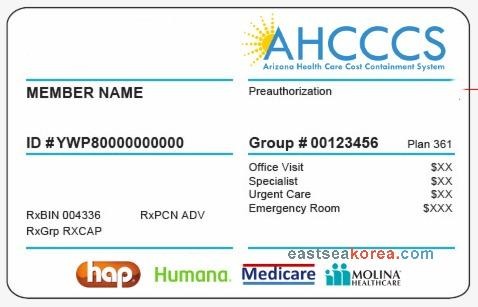 AHCCCS
Arizona Health Care Cost Containment System
MEMBER NAME
Preauthorization
ID #YWP80000000000
Group # 00123456 Plan 361
Office Visit $XX
Specialist $XX
Urgent Care $XX
Emergency Room $XXX
RxBIN 004336 RxPCN ADV
RxGrp RXCAP
eastseakorea.com
hap Humana. Medicare MOLINA HEALTHCARE